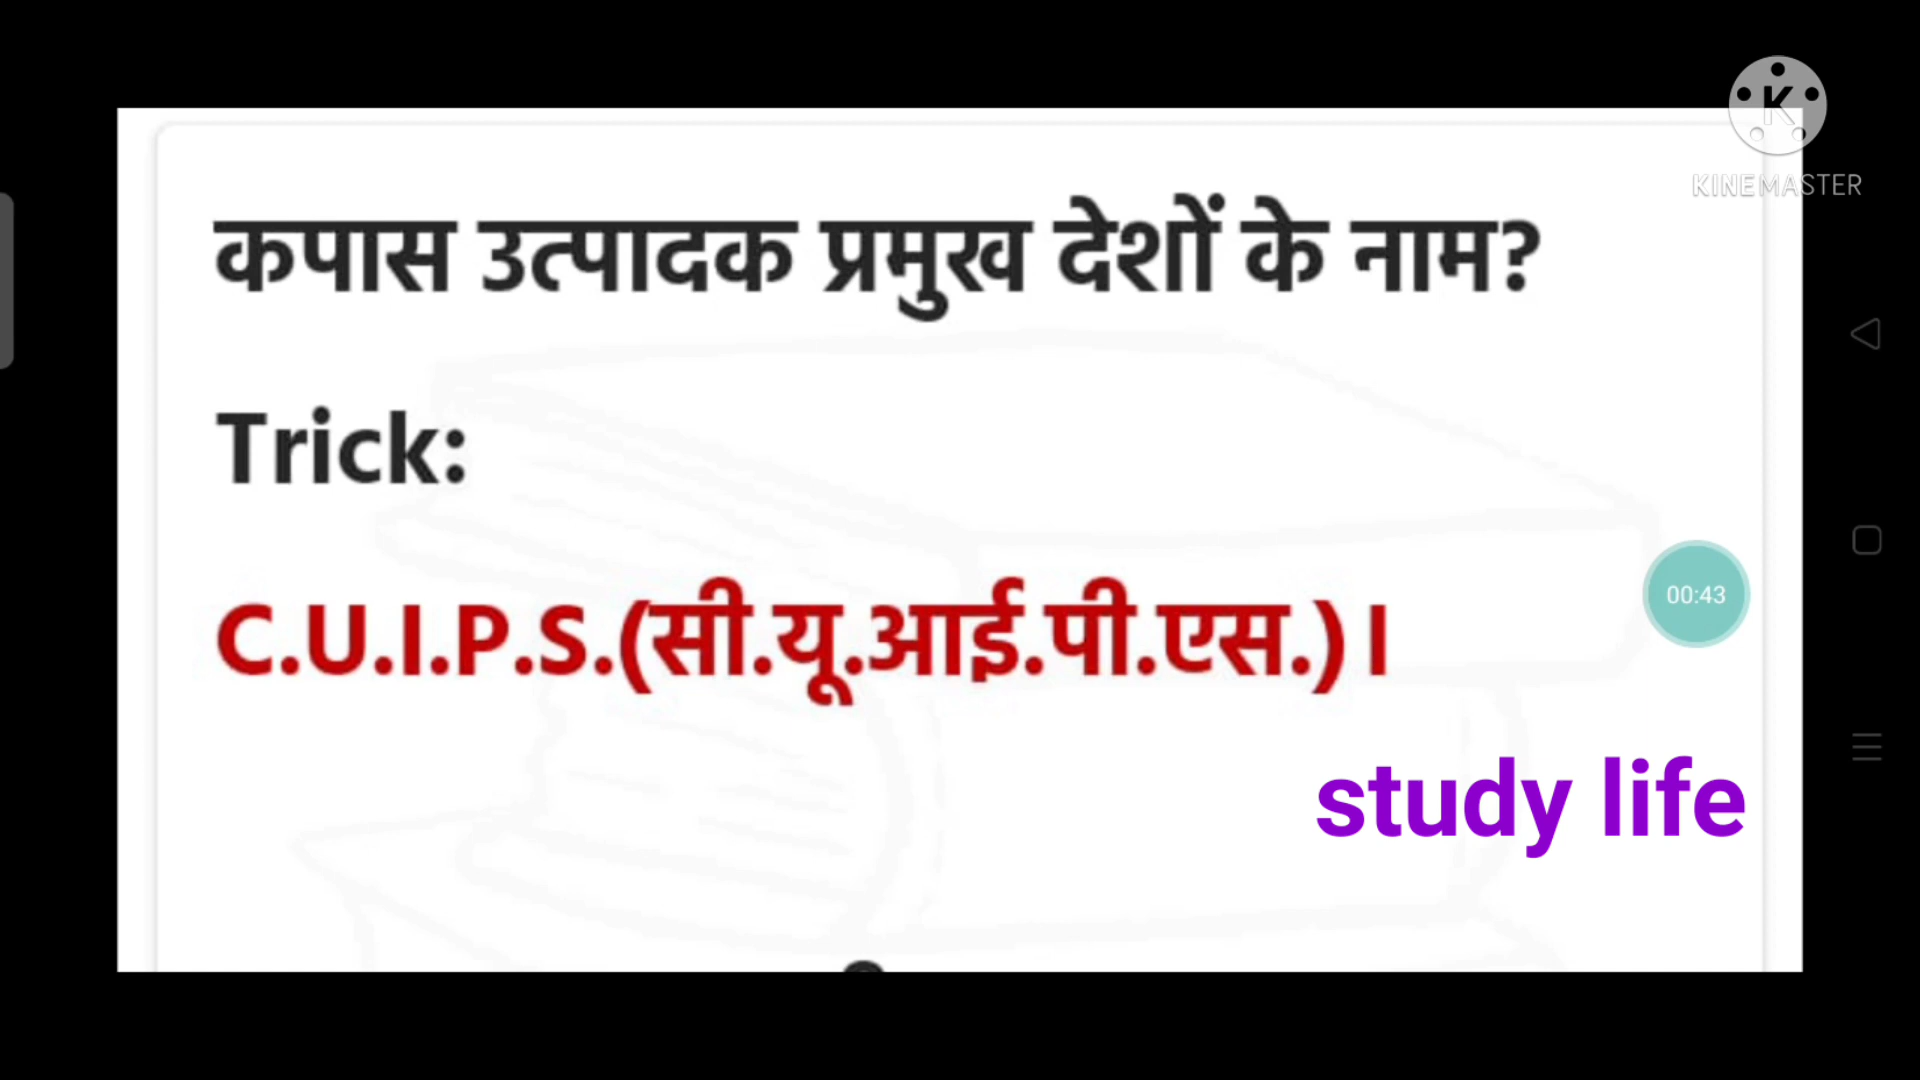 KINEMASTER
कपास उत्पादक प्रमुख देशों के नाम?
Trick:
C.U.I.P.S.(सी.यू.आई.पी.एस.)।
00:43
study life